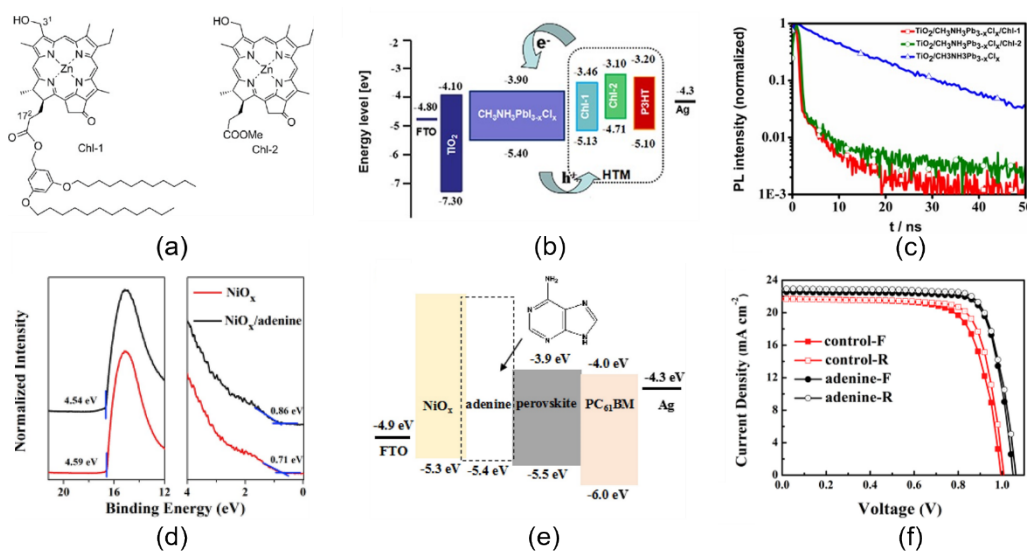 HO 3¹
N
N
Zn
N
N
17²
O
O
O
Chl-1
O
O
(a)
HO
N
N
Zn
N
N
O
COOMe
Chl-2
Energy level [ev]
-2
-3
-4
-5
-6
-7
-4.80
FTO
-4.10
TiO₂
-7.30
e⁻
-3.90
CH₃NH₃PbI₃₋ₓClₓ
-5.40
h⁺
-3.46
Chl-1
-5.13
-3.10
Chl-2
-4.71
-3.20
P3HT
-5.10
HTM
-4.3
Ag
(b)
PL intensity (normalized)
1
0.1
0.01
1E-3
TiO₂/CH₃NH₃Pb₃₋ₓClₓ/Chl-1
TiO₂/CH₃NH₃Pb₃₋ₓClₓ/Chl-2
TiO₂/CH3NH3Pb₃₋ₓClₓ
0 10 20 30 40 50
t / ns
(c)
Normalized Intensity
NiOₓ
NiOₓ/adenine
4.54 eV
0.86 eV
4.59 eV
0.71 eV
20 16 12 4 2 0
Binding Energy (eV)
(d)
-4.9 eV
FTO
NiOₓ
-5.3 eV
adenine
-5.4 eV
NH₂
N
N
N
N
H
-3.9 eV
perovskite
-5.5 eV
-4.0 eV
PC₆₁BM
-6.0 eV
-4.3 eV
Ag
(e)
Current Density (mA cm⁻²)
24
20
16
12
8
4
0
control-F
control-R
adenine-F
adenine-R
0.0 0.2 0.4 0.6 0.8 1.0
Voltage (V)
(f)